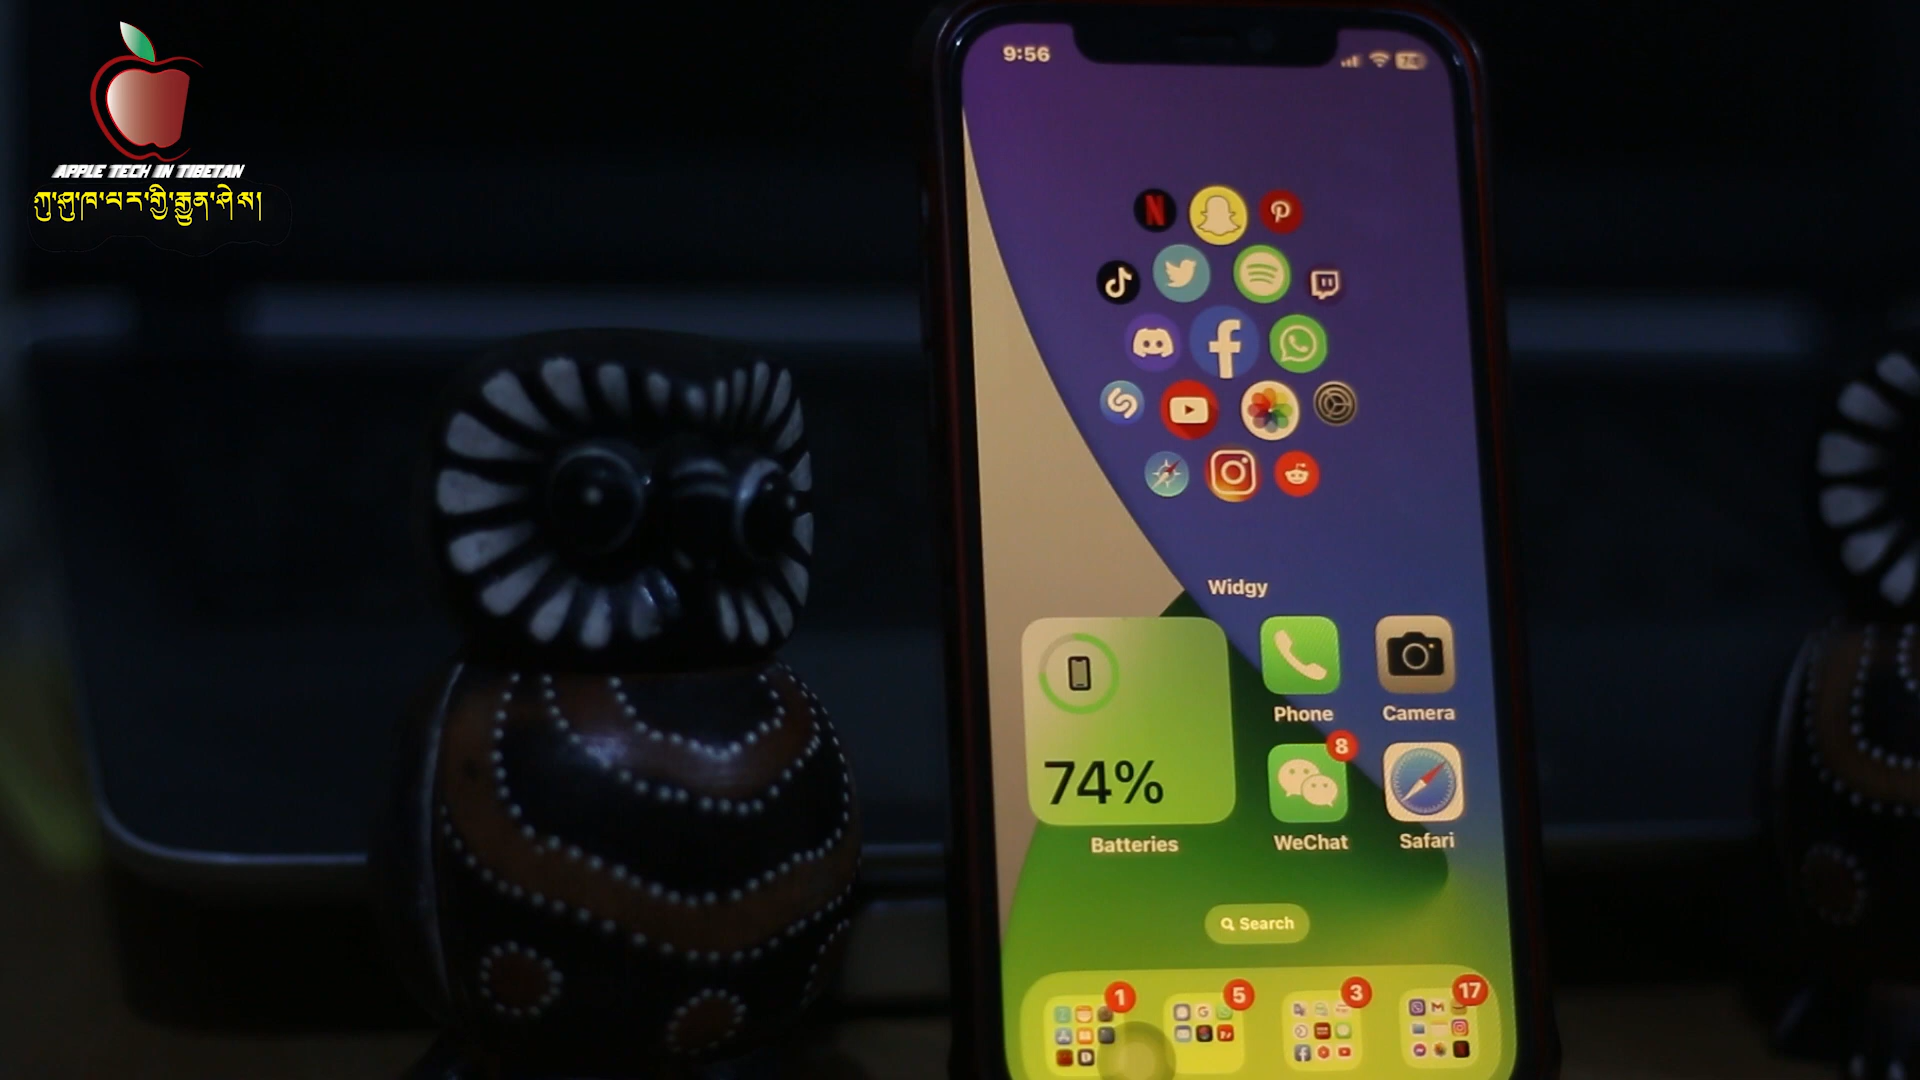 APPLE TECH IN TIBETAN
ཀུ་ཤུ་ཁ་པར་གྱི་རྒྱུན་ཤེས།
9:56
74
Widgy
Phone
Camera
74%
8
Batteries
WeChat
Safari
Search
1
5
3
17